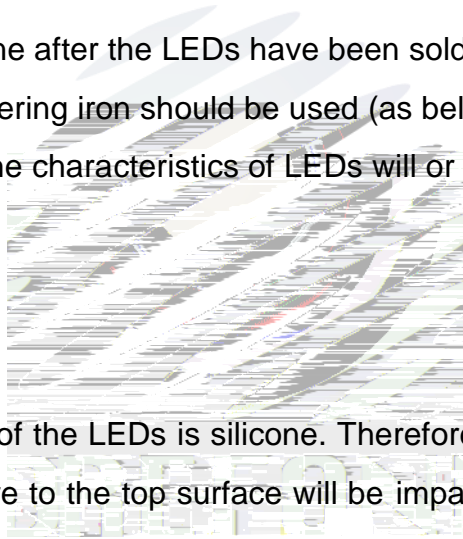 ne after the LEDs have been sold
ering iron should be used (as bel
ne characteristics of LEDs will or
of the LEDs is silicone. Therefore
e to the top surface will be impa